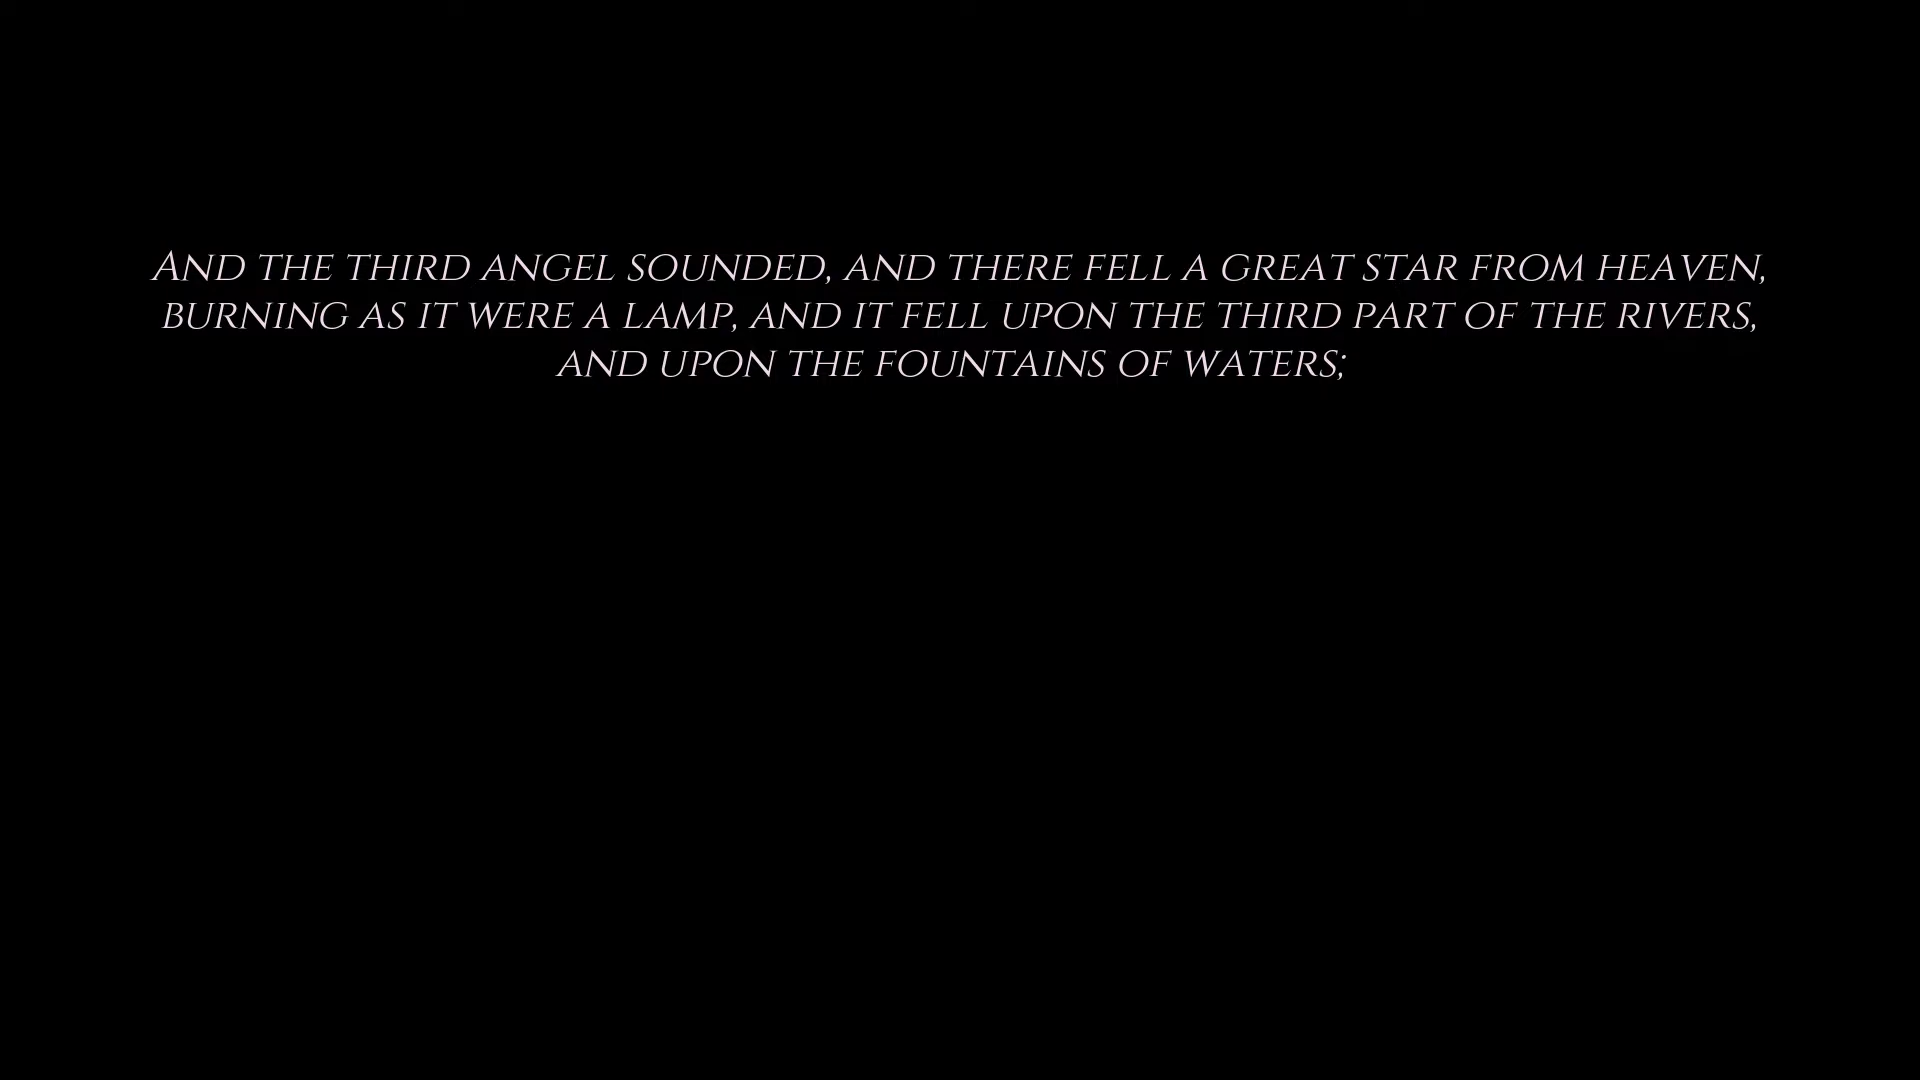 And the third angel sounded, and there fell a great star from heaven,
burning as it were a lamp, and it fell upon the third part of the rivers,
and upon the fountains of waters;